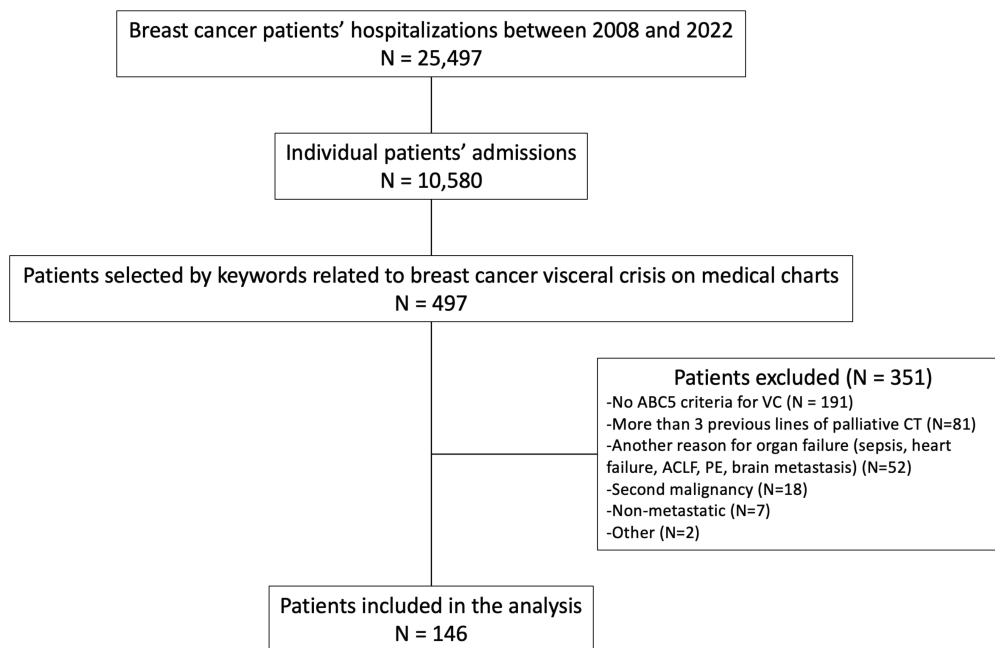 Breast cancer patients’ hospitalizations between 2008 and 2022
N = 25,497
Individual patients’ admissions
N = 10,580
Patients selected by keywords related to breast cancer visceral crisis on medical charts
N = 497
Patients excluded (N = 351)
-No ABC5 criteria for VC (N = 191)
-More than 3 previous lines of palliative CT (N=81)
-Another reason for organ failure (sepsis, heart
failure, ACLF, PE, brain metastasis) (N=52)
-Second malignancy (N=18)
-Non-metastatic (N=7)
-Other (N=2)
Patients included in the analysis
N = 146